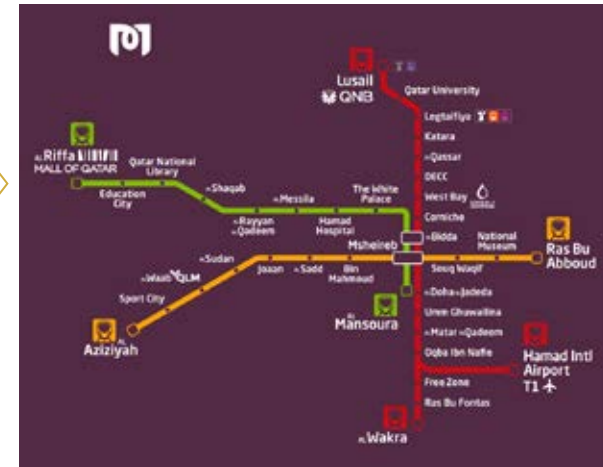 Lusail
QNB
Qatar University
Legtaifiya
Katara
AL Qassar
DECC
West Bay
Corniche
AL Bidda
National
Museum
Ras Bu
Abboud
Souq Waqif
AL Doha AL Jadeda
Umm Ghuwailina
AL Matar AL Qadeem
Oqba Ibn Nafie
Hamad Intl
Airport
T1
Free Zone
Ras Bu Fontas
AL Wakra
AL Riffa
MALL OF QATAR
Education
City
Qatar National
Library
AL Shaqab
AL Rayyan
AL Qadeem
AL Messila
Hamad
Hospital
The White
Palace
Msheireb
AL Mansoura
AL Sudan
AL Waab QLM
Sport City
AL Aziziyah
Joaan
AL Sadd
Bin
Mahmoud